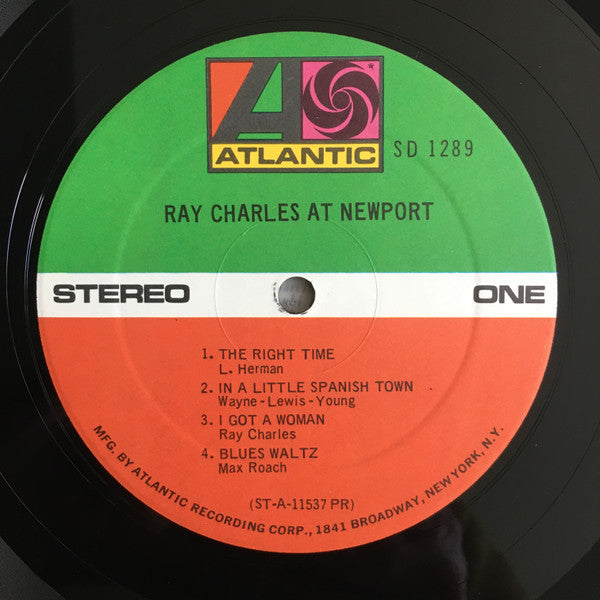 ATLANTIC
SD 1289
RAY CHARLES AT NEWPORT
STEREO
ONE
1. THE RIGHT TIME
L. Herman
2. IN A LITTLE SPANISH TOWN
Wayne-Lewis-Young
3. I GOT A WOMAN
Ray Charles
4. BLUES WALTZ
Max Roach
(ST-A-11537 PR)
MFG. BY ATLANTIC RECORDING CORP., 1841 BROADWAY, NEW YORK, N.Y.